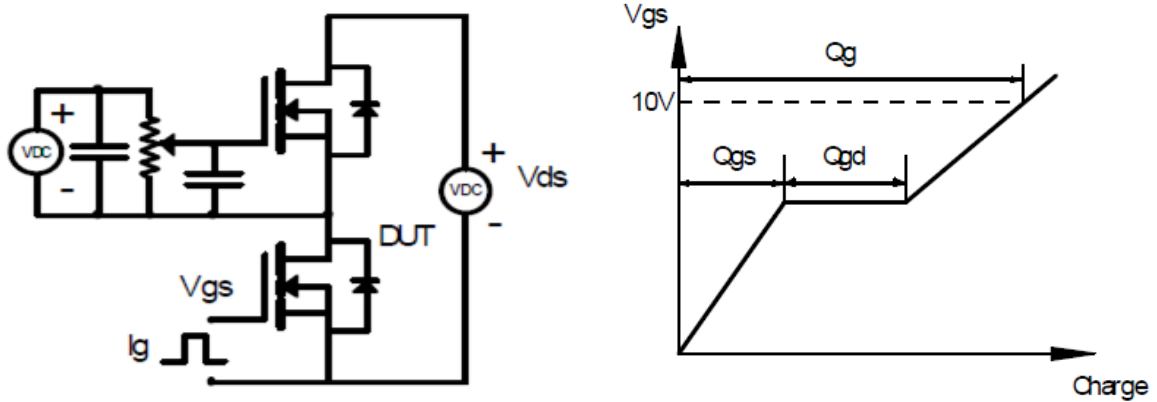 +
VDC
-
+
VDC
-
Vds
DUT
Vgs
Ig
Vgs
Qg
10V
Qgs
Qgd
Charge